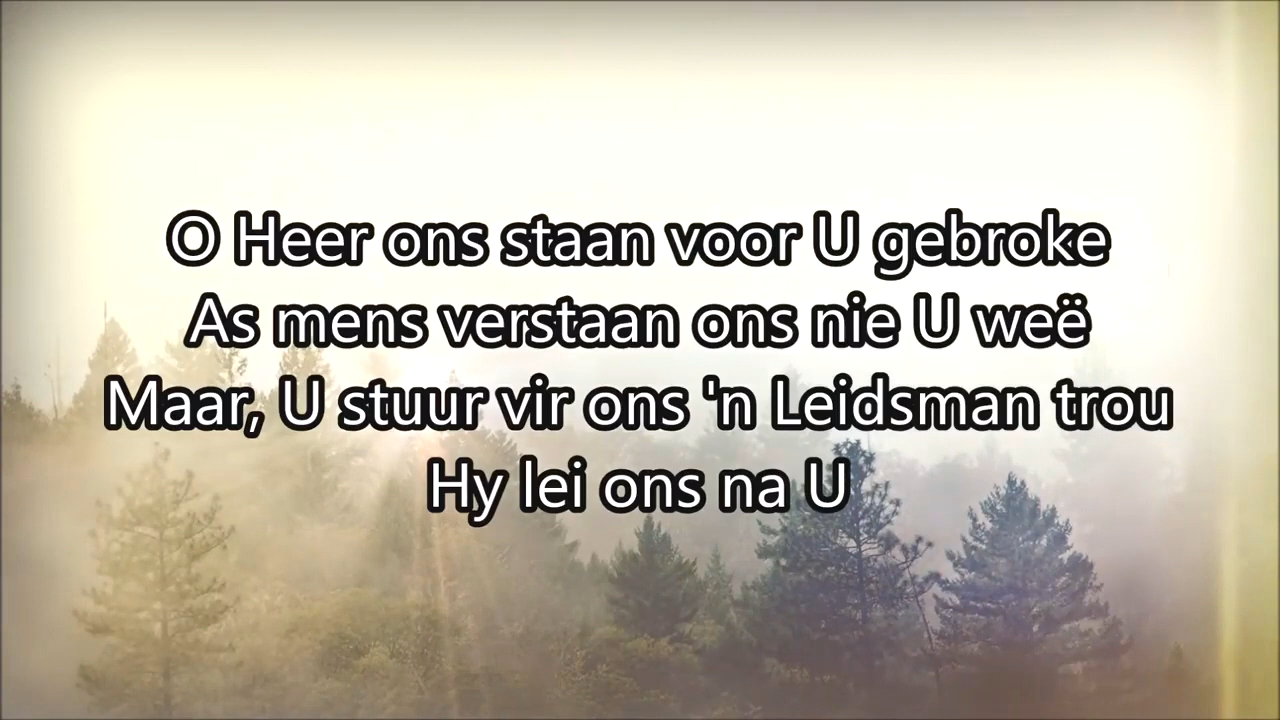 O Heer ons staan voor U gebroke
As mens verstaan ons nie U weë
Maar, U stuur vir ons 'n Leidsman trou
Hy lei ons na U